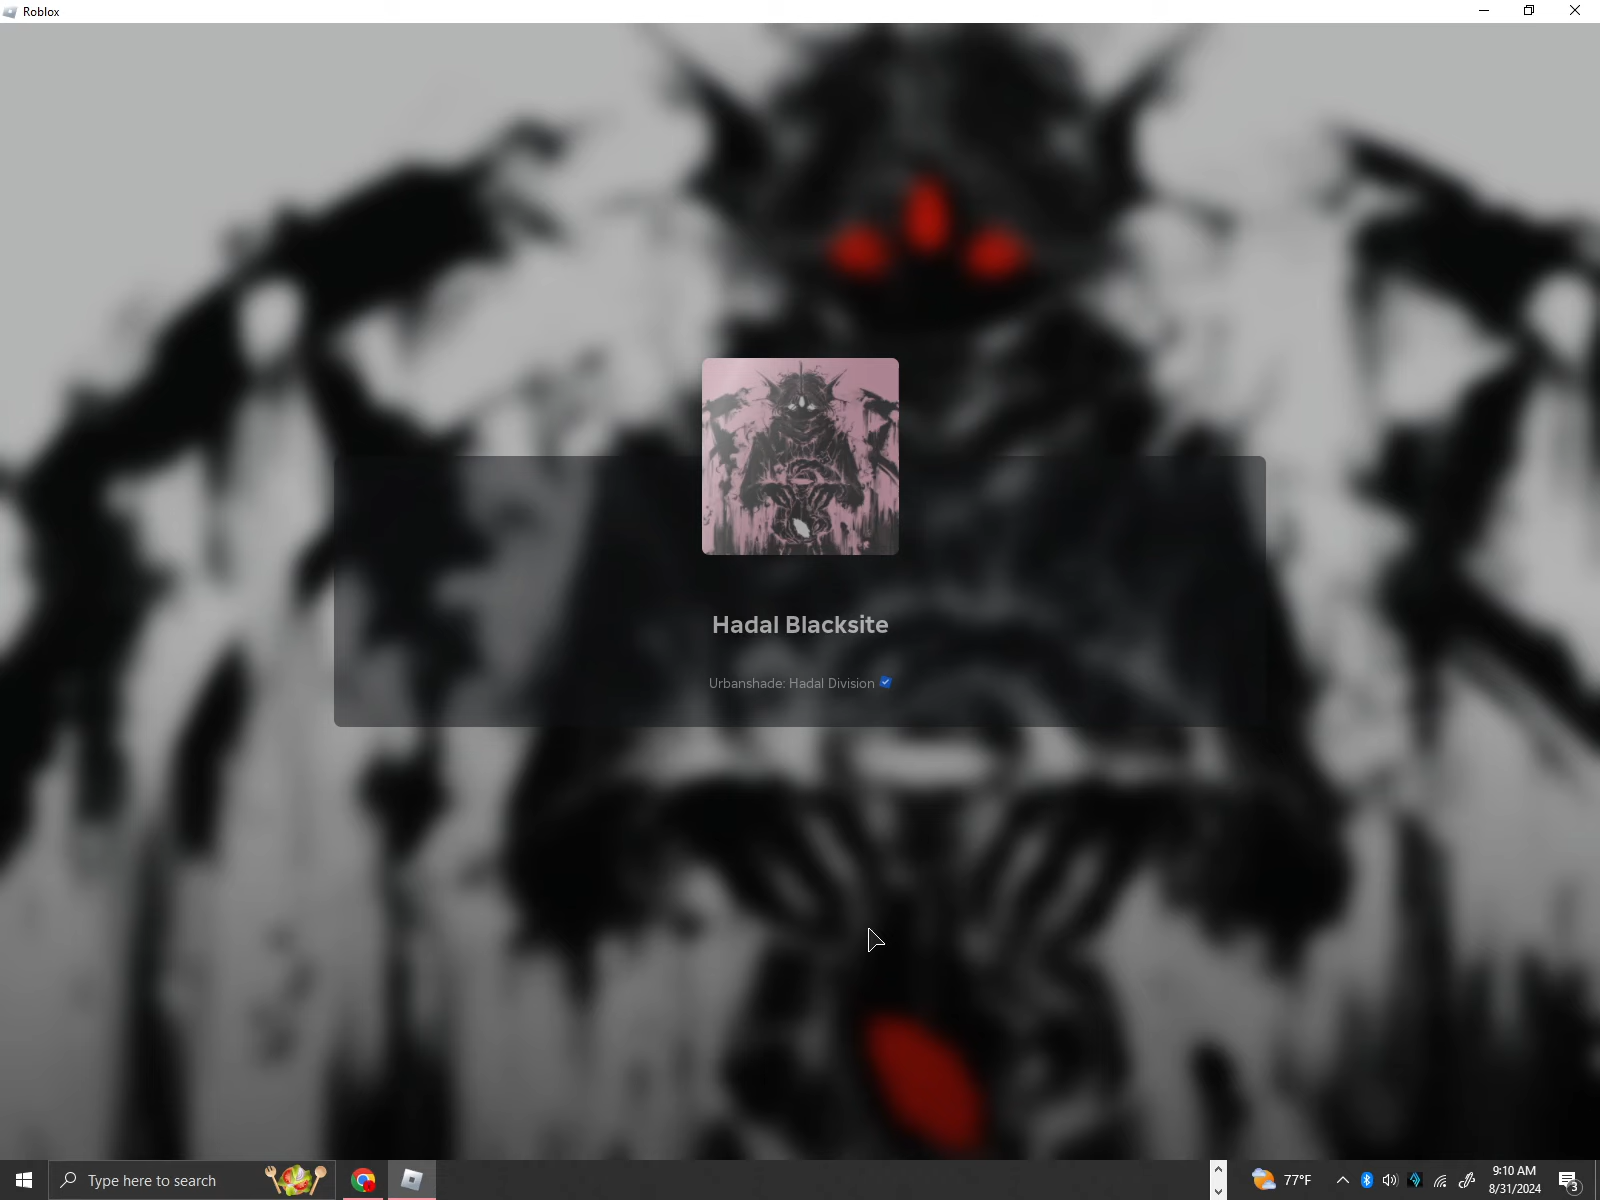 Roblox
Hadal Blacksite
Urbanshade: Hadal Division
Type here to search
77°F
9:10 AM
8/31/2024
3